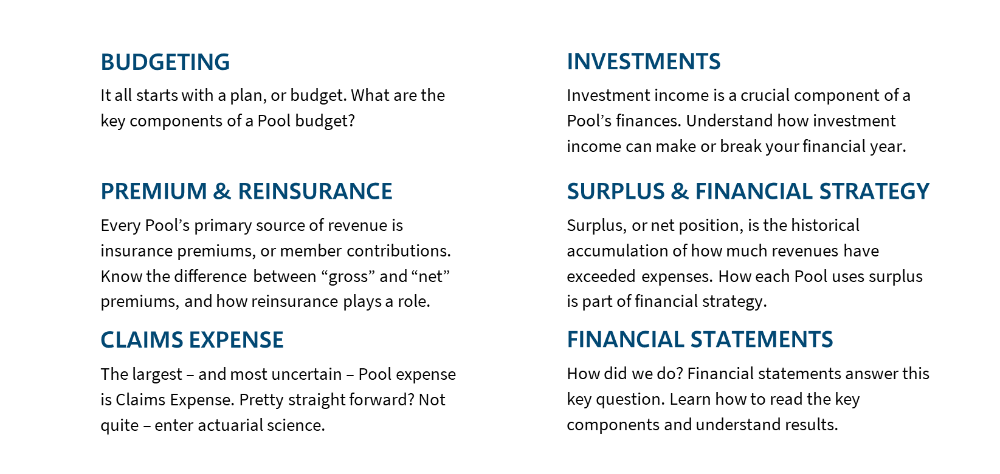 BUDGETING
It all starts with a plan, or budget. What are the
key components of a Pool budget?
PREMIUM & REINSURANCE
Every Pool’s primary source of revenue is
insurance premiums, or member contributions.
Know the difference between “gross” and “net”
premiums, and how reinsurance plays a role.
CLAIMS EXPENSE
The largest – and most uncertain – Pool expense
is Claims Expense. Pretty straight forward? Not
quite – enter actuarial science.
INVESTMENTS
Investment income is a crucial component of a
Pool’s finances. Understand how investment
income can make or break your financial year.
SURPLUS & FINANCIAL STRATEGY
Surplus, or net position, is the historical
accumulation of how much revenues have
exceeded expenses. How each Pool uses surplus
is part of financial strategy.
FINANCIAL STATEMENTS
How did we do? Financial statements answer this
key question. Learn how to read the key
components and understand results.